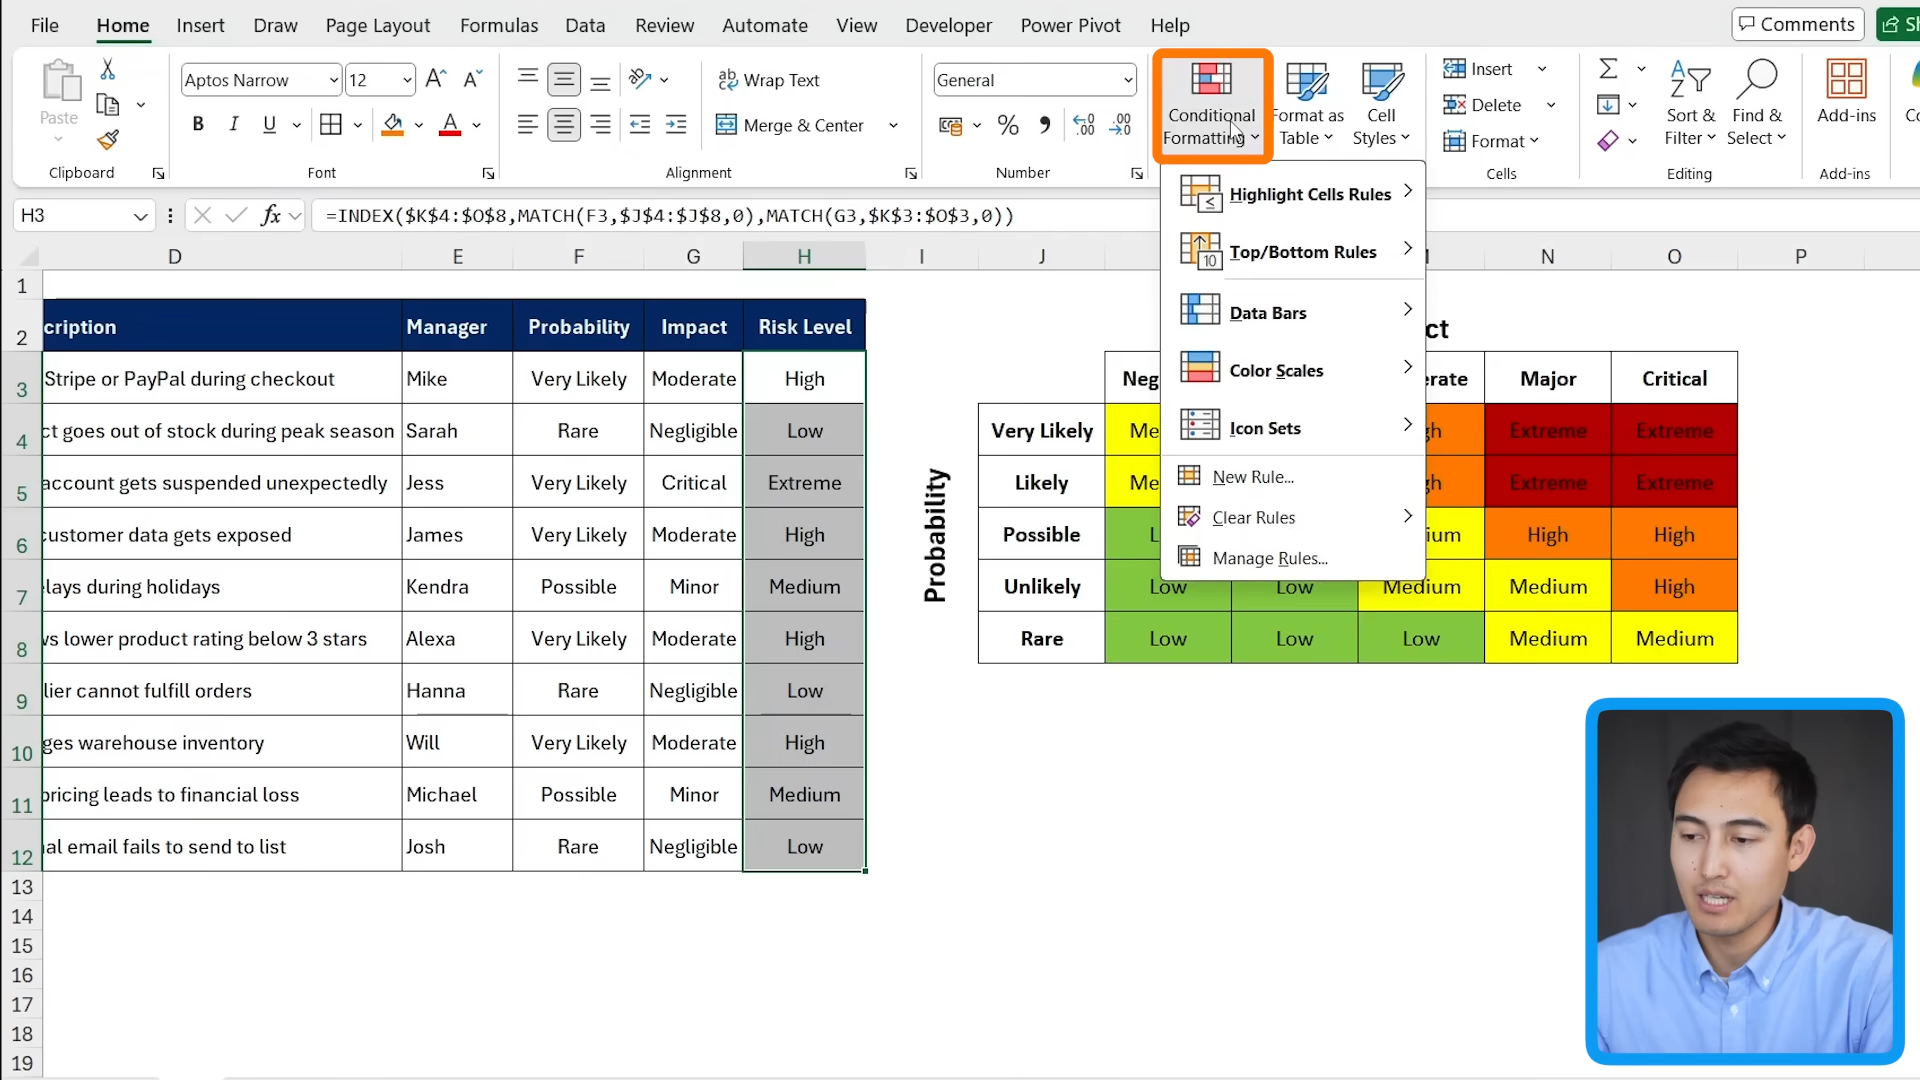 File Home Insert Draw Page Layout Formulas Data Review Automate View Developer Power Pivot Help Comments
Paste
Clipboard
Aptos Narrow 12
B I U A
Font
ab Wrap Text
Merge & Center
Alignment
General
% 9 .00
Number
Conditional Formatting
Format as Table
Cell Styles
Insert
Delete
Format
Cells
Sort & Filter
Find & Select
Editing
Add-ins
Add-ins
H3 fx =INDEX($K$4:$O$8,MATCH(F3,$J$4:$J$8,0),MATCH(G3,$K$3:$O$3,0))
D E F G H I J N O P
1
2 cription Manager Probability Impact Risk Level
3 Stripe or PayPal during checkout Mike Very Likely Moderate High
4 ct goes out of stock during peak season Sarah Rare Negligible Low
5 account gets suspended unexpectedly Jess Very Likely Critical Extreme
6 customer data gets exposed James Very Likely Moderate High
7 elays during holidays Kendra Possible Minor Medium
8 ws lower product rating below 3 stars Alexa Very Likely Moderate High
9 lier cannot fulfill orders Hanna Rare Negligible Low
10 ges warehouse inventory Will Very Likely Moderate High
11 pricing leads to financial loss Michael Possible Minor Medium
12 al email fails to send to list Josh Rare Negligible Low
13
14
15
16
17
18
19
Highlight Cells Rules
Top/Bottom Rules
Data Bars
Color Scales
Icon Sets
New Rule...
Clear Rules
Manage Rules...
ct
Probability
Neg erate Major Critical
Very Likely Me gh Extreme Extreme
Likely Me gh Extreme Extreme
Possible L ium High High
Unlikely Low Low Medium Medium High
Rare Low Low Low Medium Medium